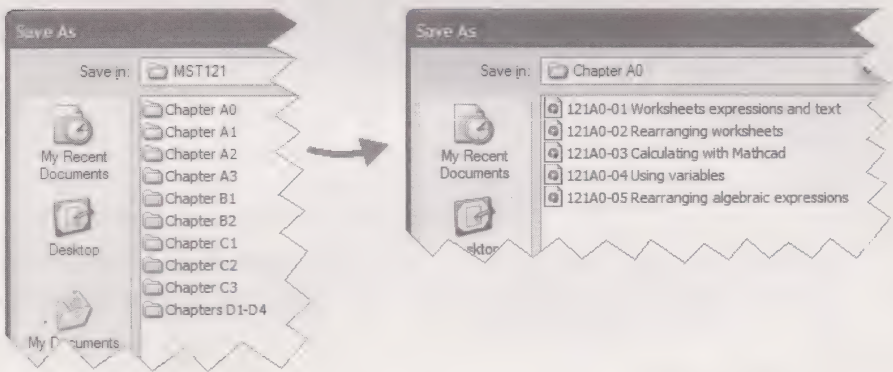 Save As
Save in: MST121
Chapter A0
Chapter A1
Chapter A2
Chapter A3
Chapter B1
Chapter B2
Chapter C1
Chapter C2
Chapter C3
Chapters D1-D4
My Recent
Documents
Desktop
My Documents
Save As
Save in: Chapter A0
121A0-01 Worksheets expressions and text
121A0-02 Rearranging worksheets
121A0-03 Calculating with Mathcad
121A0-04 Using variables
121A0-05 Rearranging algebraic expressions
My Recent
Documents
sktop